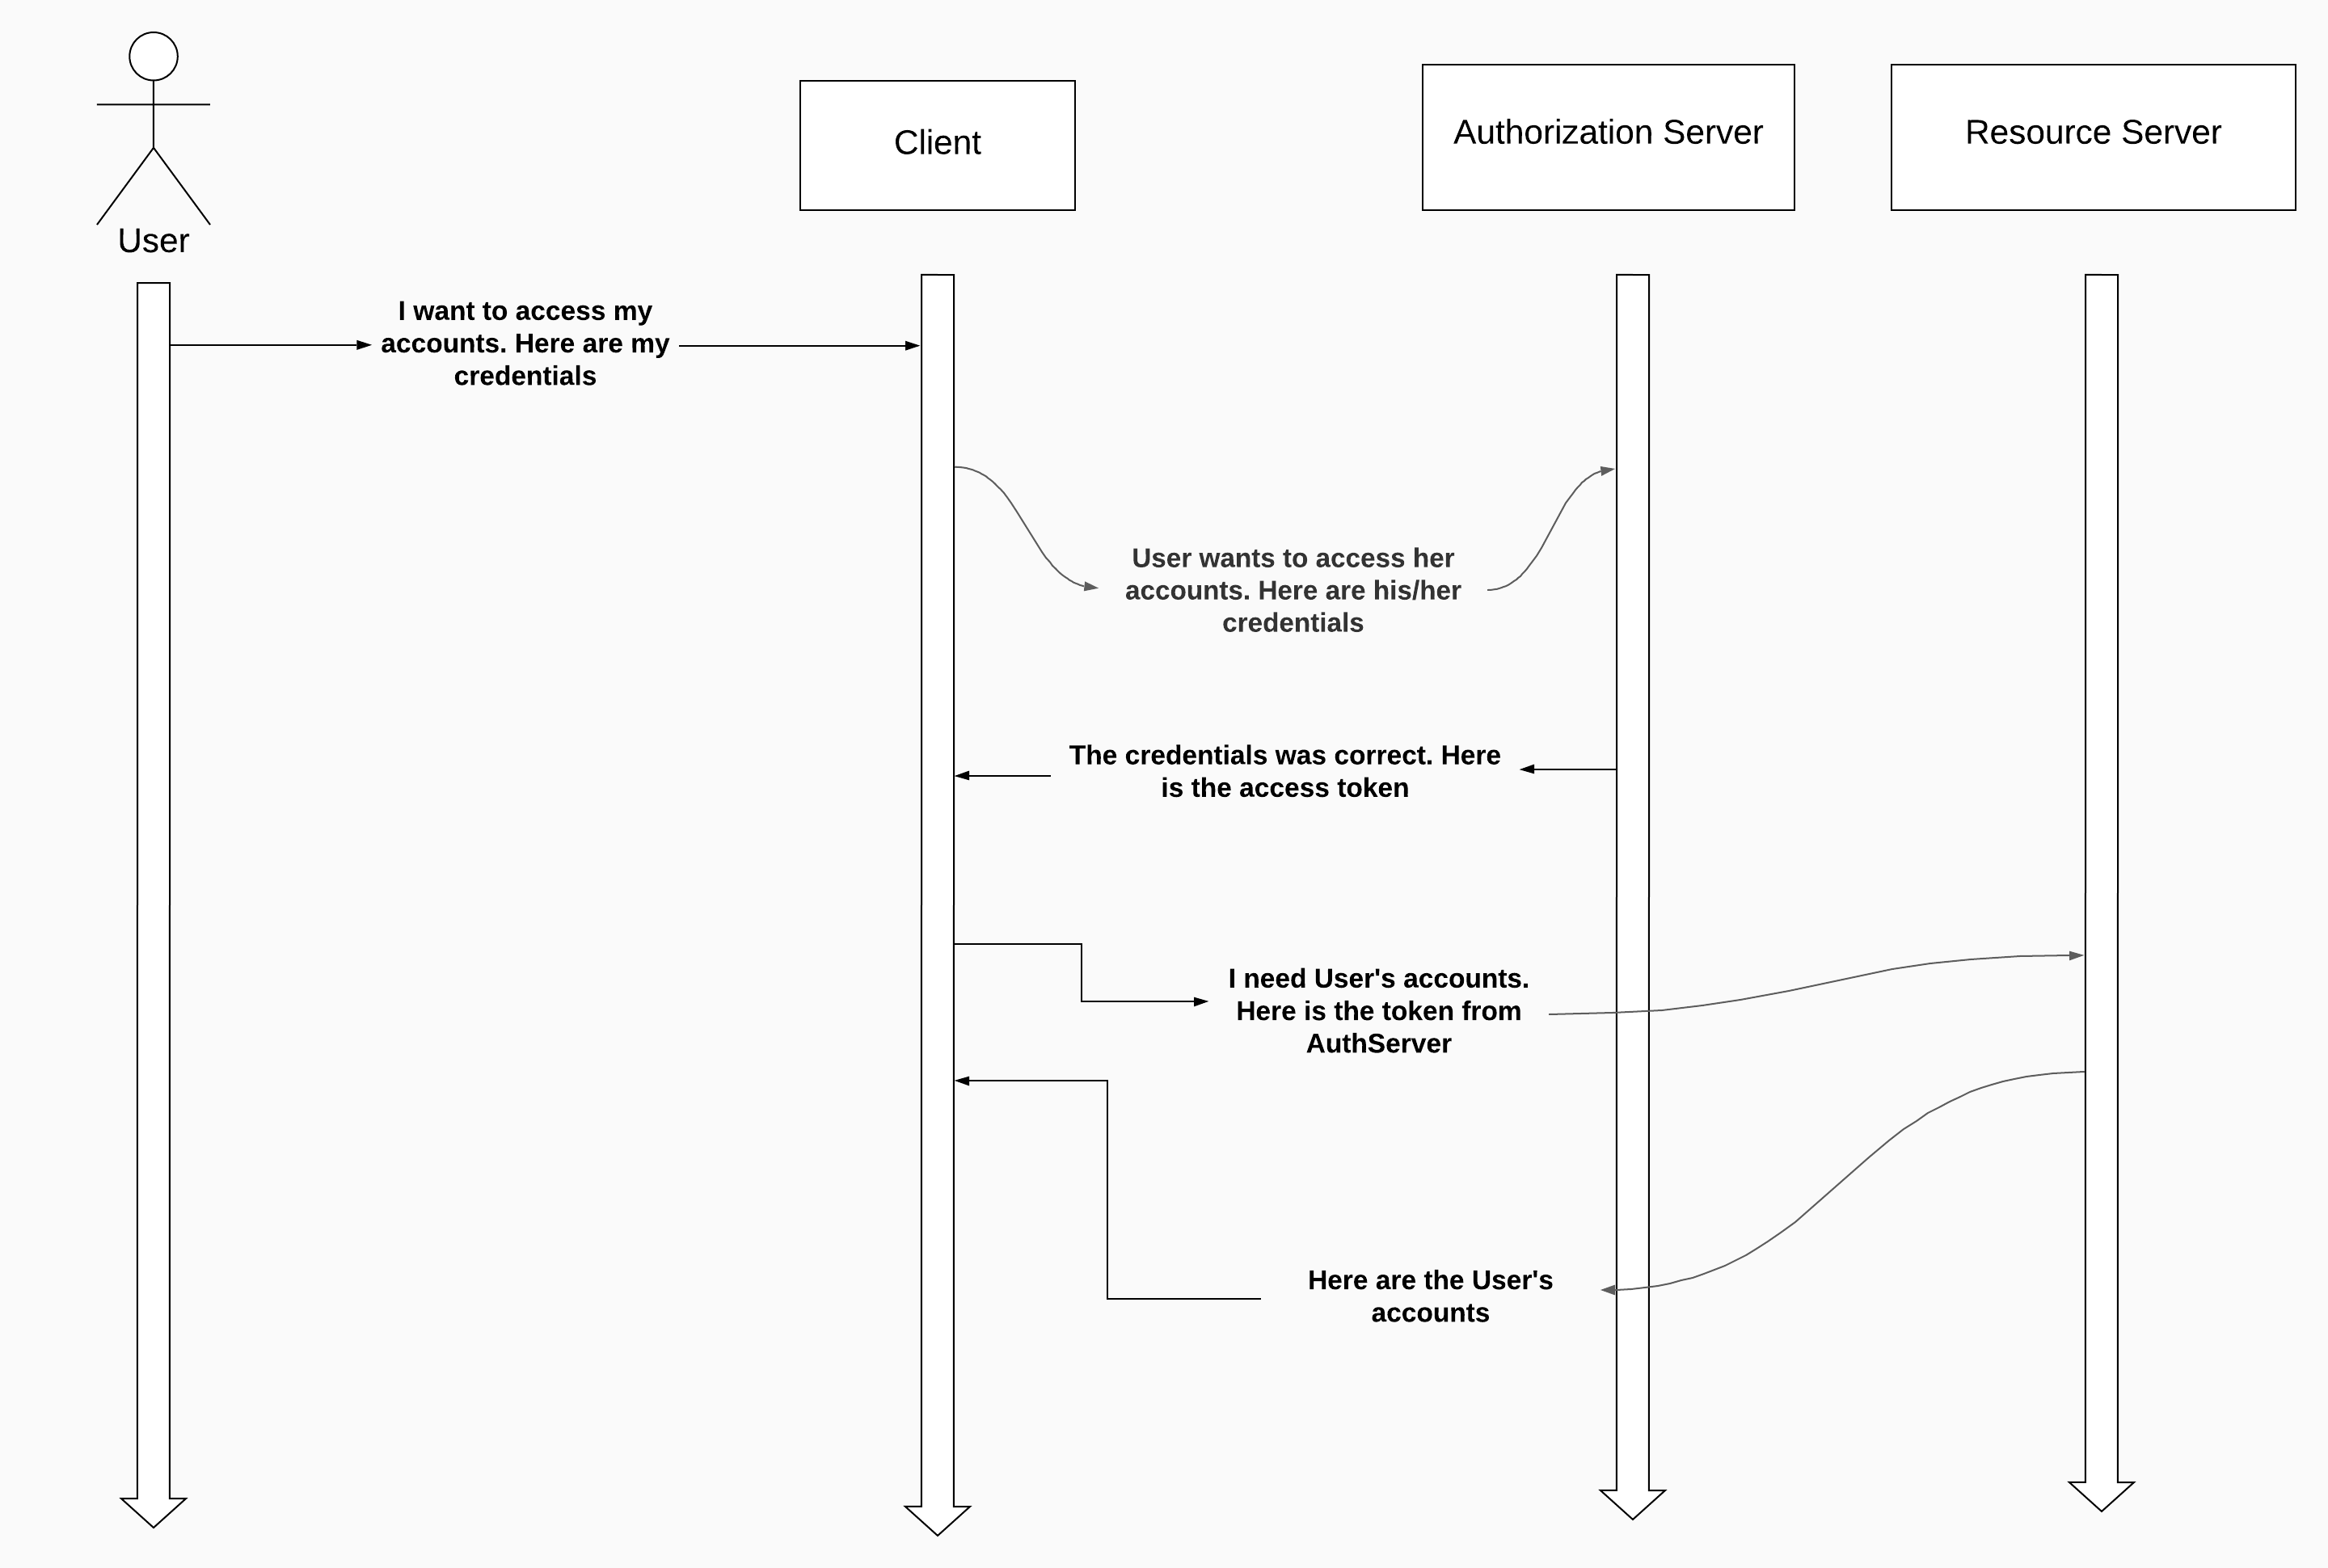 User
Client
Authorization Server
Resource Server
I want to access my
accounts. Here are my
credentials
User wants to access her
accounts. Here are his/her
credentials
The credentials was correct. Here
is the access token
I need User's accounts.
Here is the token from
AuthServer
Here are the User's
accounts